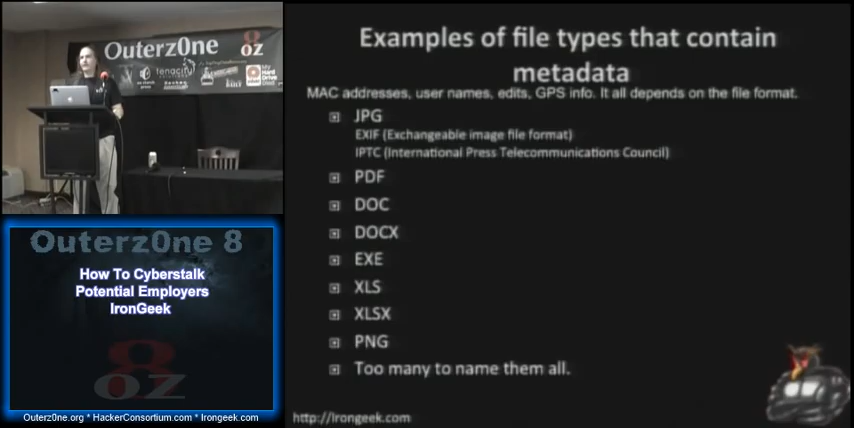 Outerz0ne 8
oz
tenacity
Examples of file types that contain
metadata
MAC addresses, user names, edits, GPS info. It all depends on the file format.
JPG
EXIF (Exchangeable image file format)
IPTC (International Press Telecommunications Council)
PDF
DOC
DOCX
EXE
XLS
XLSX
PNG
Too many to name them all.
http://Irongeek.com
Outerz0ne 8
How To Cyberstalk
Potential Employers
IronGeek
8
OZ
Outerz0ne.org * HackerConsortium.com * Irongeek.com